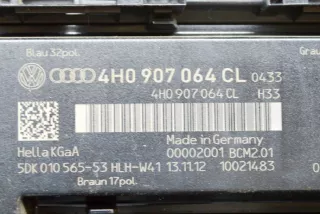 Blau 32pol.
Grau
4H0 907 064 CL 0433
4H0 907 064 CL H33
Made in Germany
Hella KGaA 00002001 BCM2.01
5DK 010 565-53 HLH-W41 13.11.12 10021483
Braun 17pol.